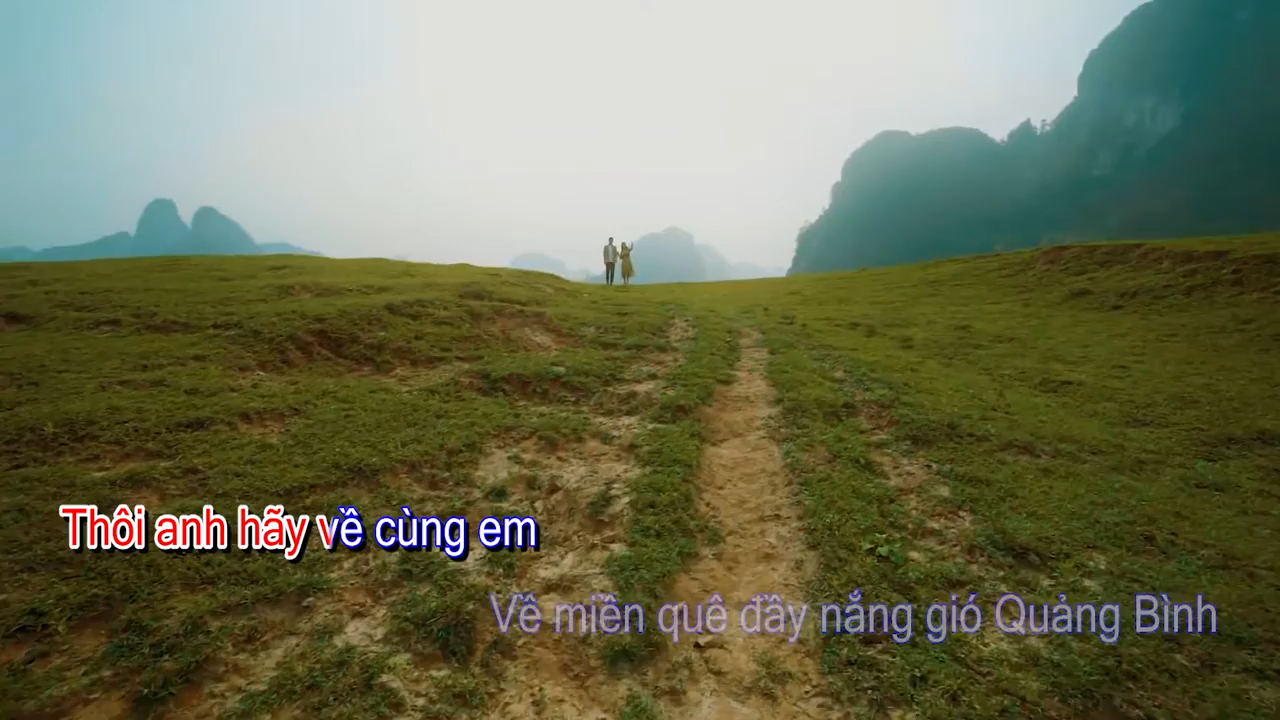 Thôi anh hãy về cùng em
Về miền quê đầy nắng gió Quảng Bình